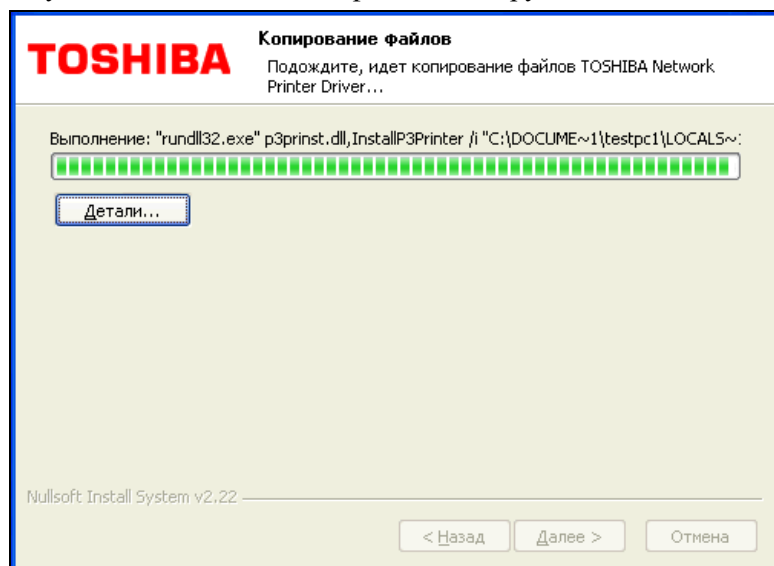 TOSHIBA
Копирование файлов
Подождите, идет копирование файлов TOSHIBA Network
Printer Driver...
Выполнение: "rundll32.exe" p3prinst.dll,InstallP3Printer /i "C:\DOCUME~1\testpc1\LOCALS~
Детали...
Nullsoft Install System v2.22
< Назад
Далее >
Отмена